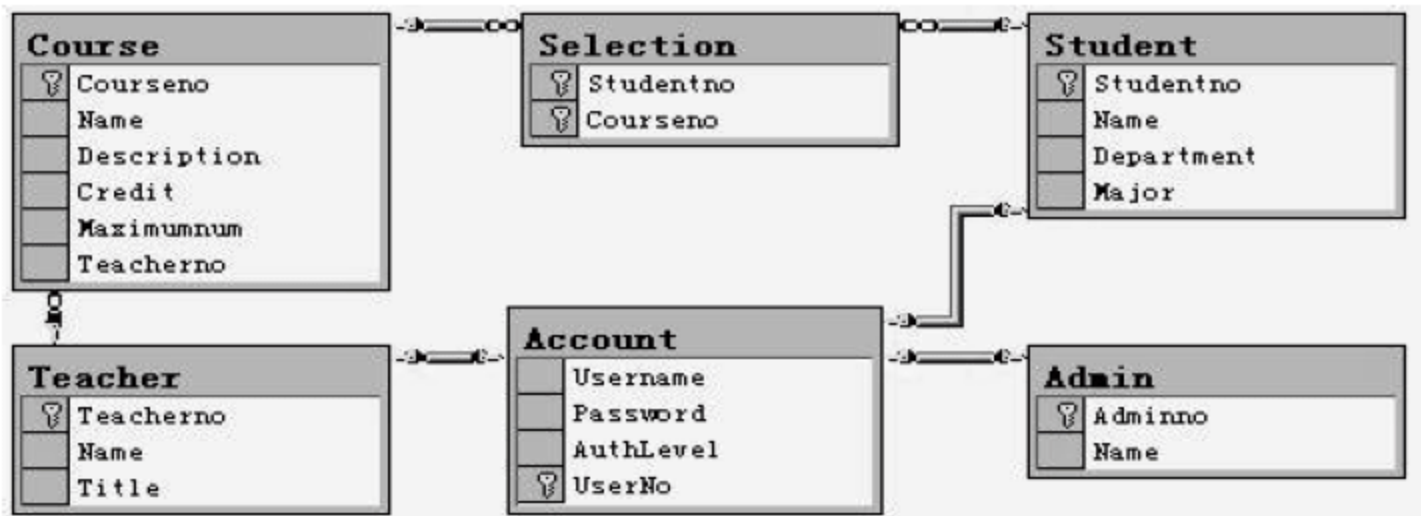 Course
Courseno
Name
Description
Credit
Maximumnum
Teacherno
Selection
Studentno
Courseno
Student
Studentno
Name
Department
Major
Teacher
Teacherno
Name
Title
Account
Username
Password
AuthLevel
UserNo
Admin
Adminno
Name